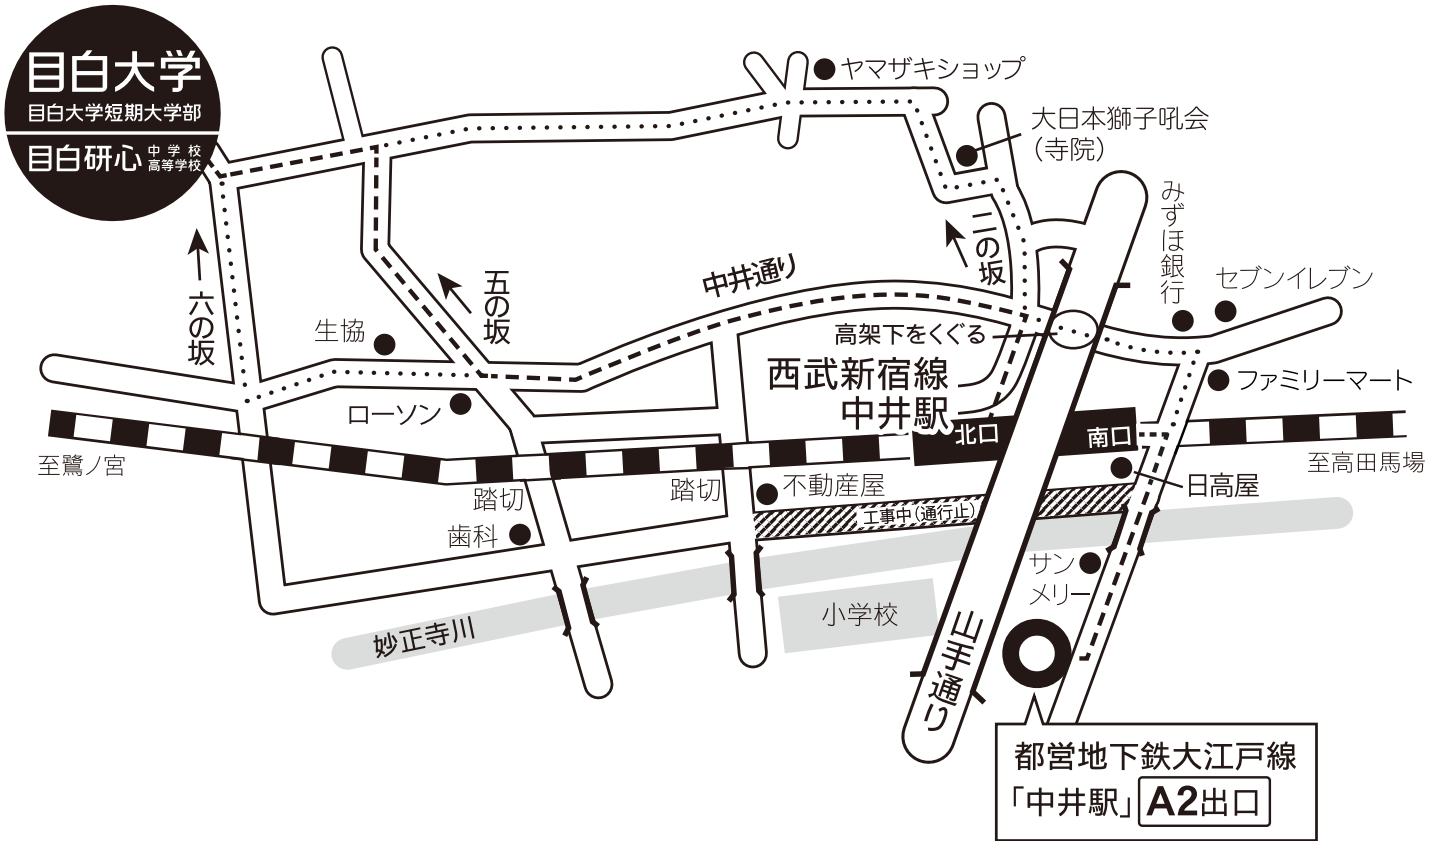 目白大学
目白大学短期大学部
目白研心
中学校
高等学校
ヤマザキショップ
大日本獅子吼会
（寺院）
みずほ銀行
セブンイレブン
二の坂
中井通り
六の坂
五の坂
生協
高架下をくぐる
西武新宿線
中井駅
ファミリーマート
ローソン
北口
南口
至鷺ノ宮
至高田馬場
踏切
踏切
不動産屋
日高屋
工事中（通行止）
歯科
サン
メリー
小学校
妙正寺川
山手通り
都営地下鉄大江戸線
「中井駅」A2出口